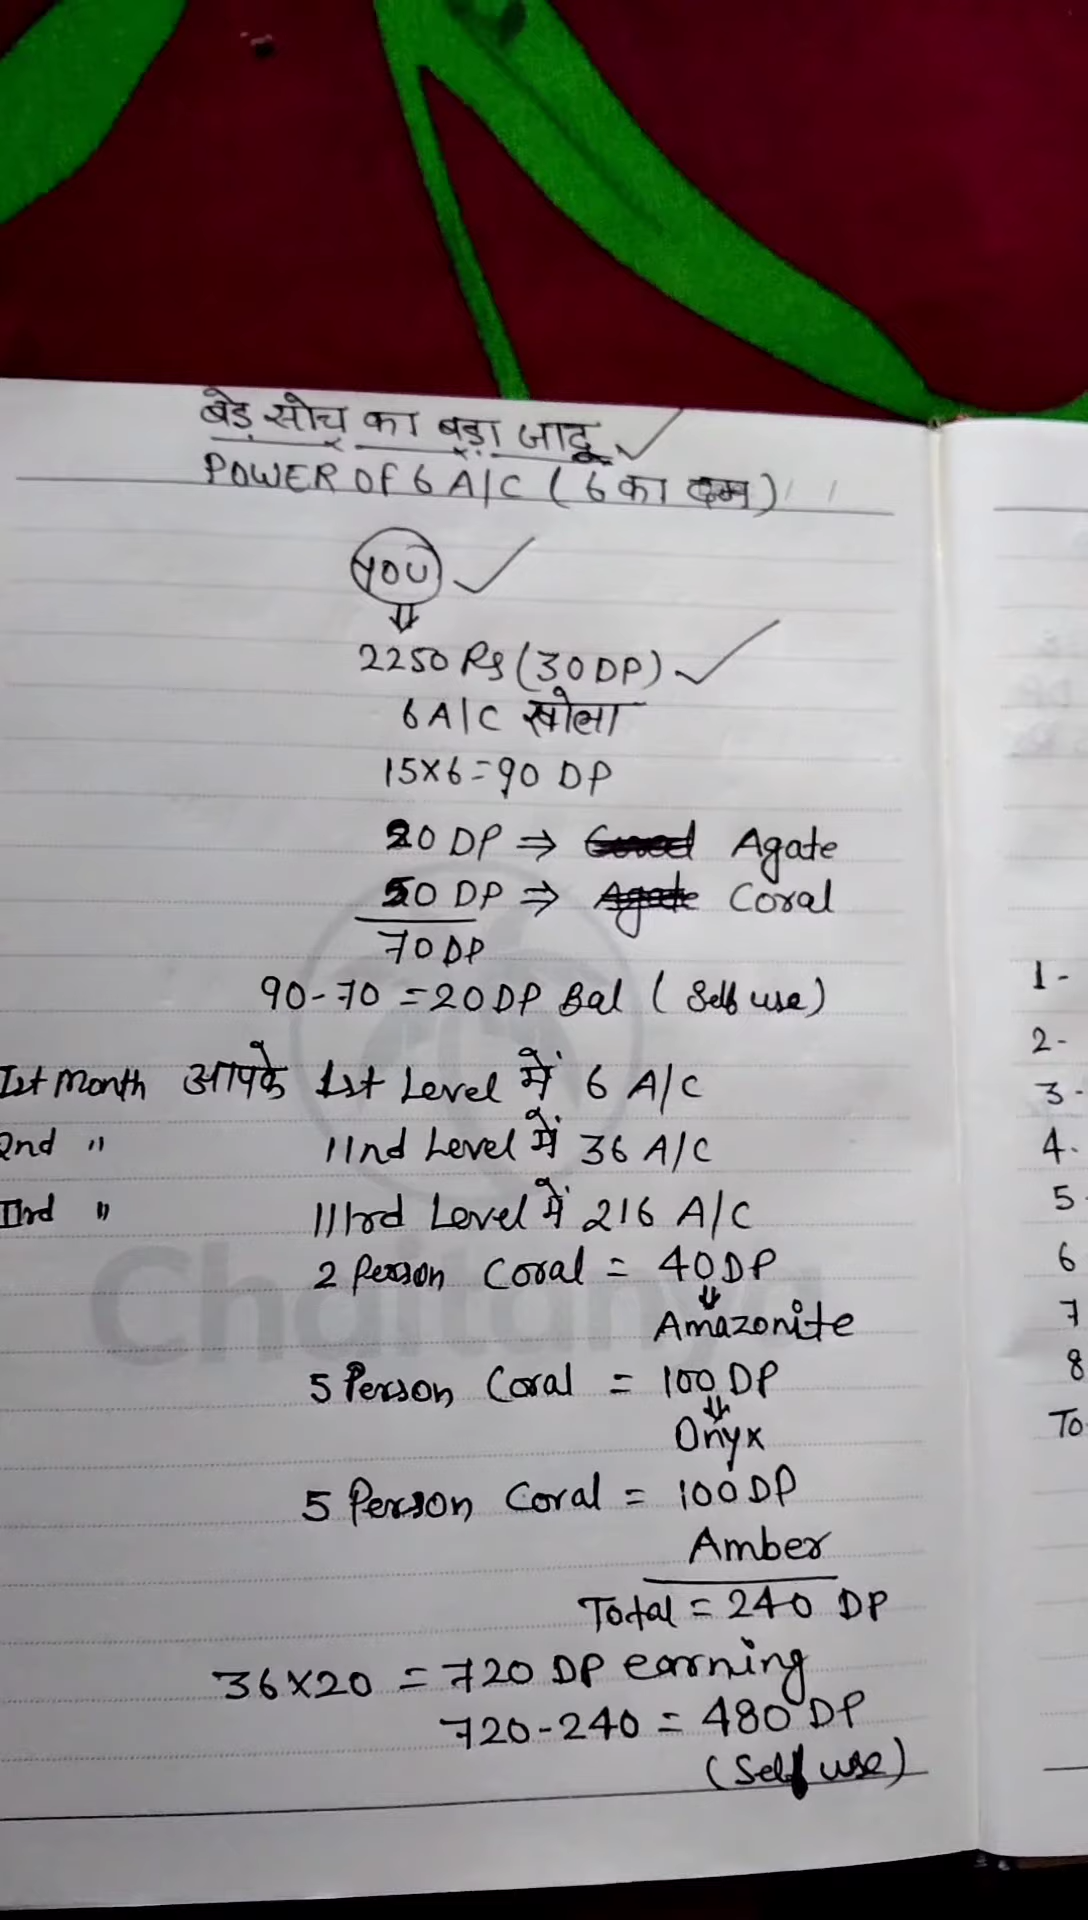 बड़े सोच का बड़ा जादू
POWER OF 6 A/C ( 6 का दम )
YOU
⇓
2250 Rs (30 DP)
6 A/C खोला
15×6=90 DP
20 DP ⇒ Agate
50 DP ⇒ Coral
70 DP
90-70 = 20 DP Bal ( Self use )
Ist Month आपके 1st Level में 6 A/C
2nd " IInd Level में 36 A/C
IIIrd " IIIrd Level में 216 A/C
2 Person Coral = 40 DP
⇓
Amazonite
5 Person Coral = 100 DP
⇓
Onyx
5 Person Coral = 100 DP
Amber
Total = 240 DP
36×20 = 720 DP earning
720-240 = 480 DP
(Self use)
Chaitanya
1-
2-
3-
4.
5
6
7
8
To